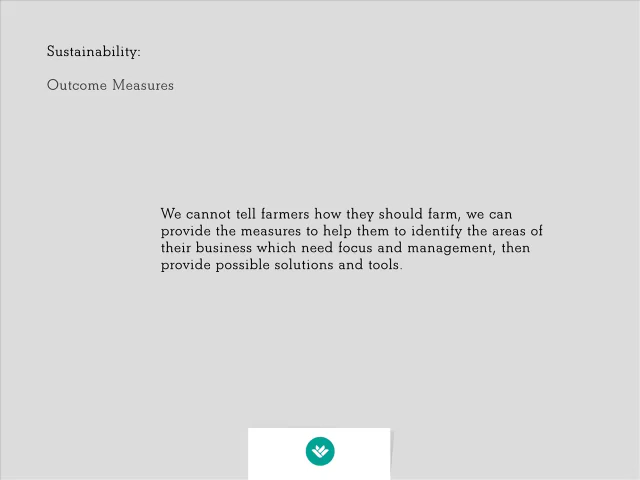 Sustainability:
Outcome Measures
We cannot tell farmers how they should farm, we can
provide the measures to help them to identify the areas of
their business which need focus and management, then
provide possible solutions and tools.